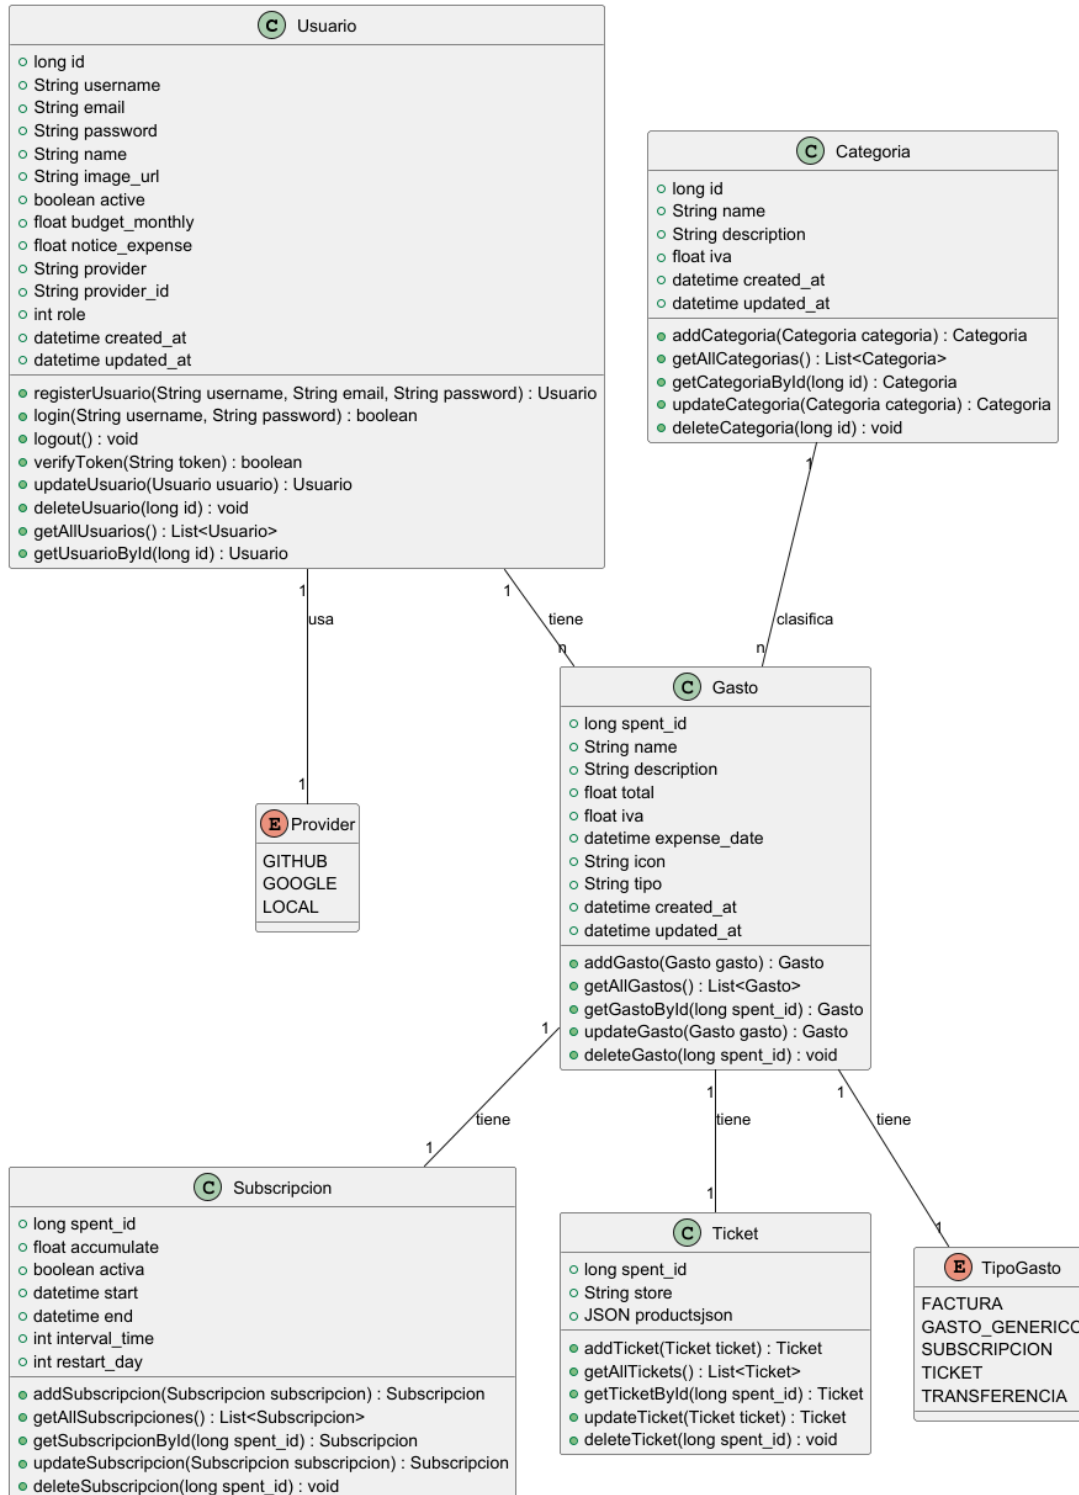 C Usuario
long id
String username
String email
String password
String name
String image_url
boolean active
float budget_monthly
float notice_expense
String provider
String provider_id
int role
datetime created_at
datetime updated_at
registerUsuario(String username, String email, String password) : Usuario
login(String username, String password) : boolean
logout() : void
verifyToken(String token) : boolean
updateUsuario(Usuario usuario) : Usuario
deleteUsuario(long id) : void
getAllUsuarios() : List<Usuario>
getUsuarioById(long id) : Usuario
C Categoria
long id
String name
String description
float iva
datetime created_at
datetime updated_at
addCategoria(Categoria categoria) : Categoria
getAllCategorias() : List<Categoria>
getCategoriaById(long id) : Categoria
updateCategoria(Categoria categoria) : Categoria
deleteCategoria(long id) : void
1
usa
1
1
tiene
n
1
clasifica
n
E Provider
GITHUB
GOOGLE
LOCAL
C Gasto
long spent_id
String name
String description
float total
float iva
datetime expense_date
String icon
String tipo
datetime created_at
datetime updated_at
addGasto(Gasto gasto) : Gasto
getAllGastos() : List<Gasto>
getGastoById(long spent_id) : Gasto
updateGasto(Gasto gasto) : Gasto
deleteGasto(long spent_id) : void
1
tiene
1
1
tiene
1
1
tiene
1
C Subscripcion
long spent_id
float accumulate
boolean activa
datetime start
datetime end
int interval_time
int restart_day
addSubscripcion(Subscripcion subscripcion) : Subscripcion
getAllSubscripciones() : List<Subscripcion>
getSubscripcionById(long spent_id) : Subscripcion
updateSubscripcion(Subscripcion subscripcion) : Subscripcion
deleteSubscripcion(long spent_id) : void
C Ticket
long spent_id
String store
JSON productsjson
addTicket(Ticket ticket) : Ticket
getAllTickets() : List<Ticket>
getTicketById(long spent_id) : Ticket
updateTicket(Ticket ticket) : Ticket
deleteTicket(long spent_id) : void
E TipoGasto
FACTURA
GASTO_GENERICO
SUBSCRIPCION
TICKET
TRANSFERENCIA